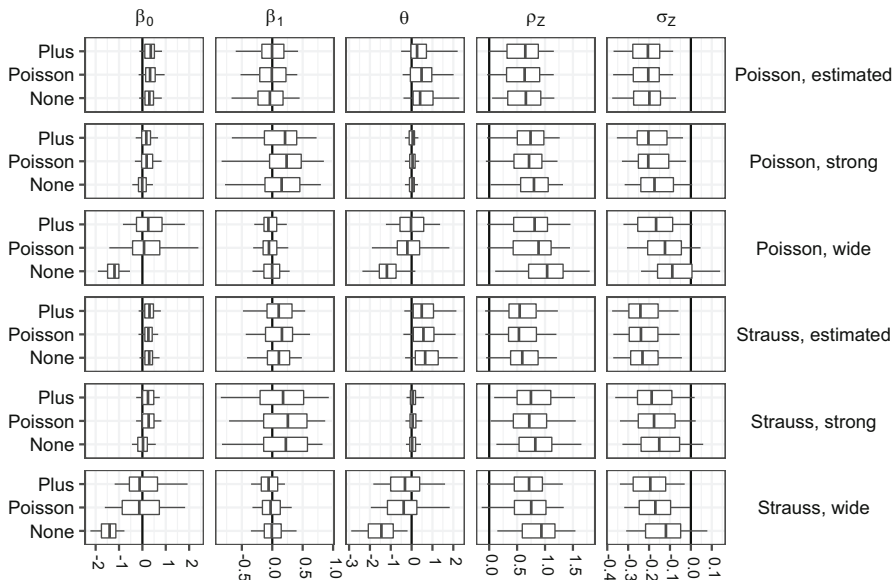 β₀ β₁ θ ρ_Z σ_Z
Plus
Poisson
None
Poisson, estimated
Plus
Poisson
None
Poisson, strong
Plus
Poisson
None
Poisson, wide
Plus
Poisson
None
Strauss, estimated
Plus
Poisson
None
Strauss, strong
Plus
Poisson
None
Strauss, wide
-2 -1 0 1 2 -0.5 0.0 0.5 1.0 -3 -2 -1 0 1 2 0.0 0.5 1.0 1.5 -0.4 -0.3 -0.2 -0.1 0.0 0.1